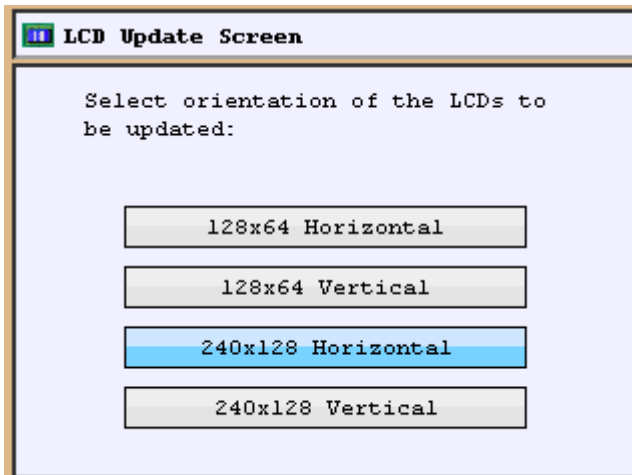 LCD Update Screen
Select orientation of the LCDs to
be updated:
128x64 Horizontal
128x64 Vertical
240x128 Horizontal
240x128 Vertical